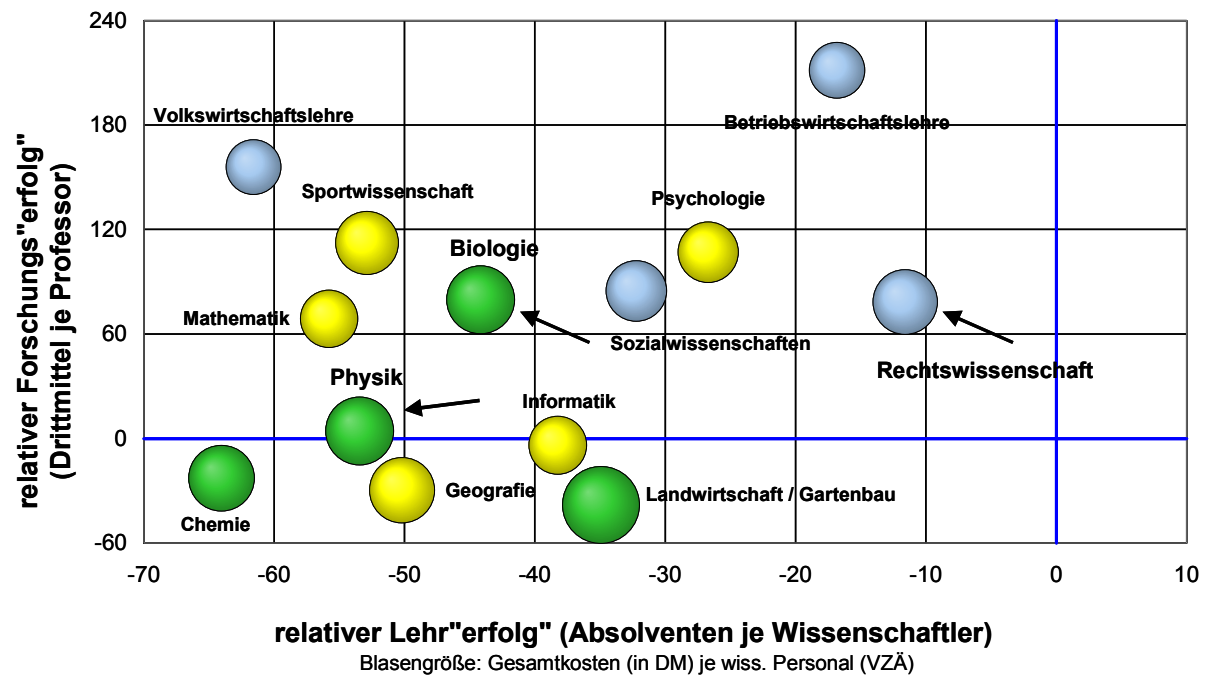 relativer Forschungs"erfolg"
(Drittmittel je Professor)
240
180
120
60
0
-60
Volkswirtschaftslehre
Betriebswirtschaftslehre
Sportwissenschaft
Psychologie
Biologie
Mathematik
Sozialwissenschaften
Rechtswissenschaft
Physik
Informatik
Geografie
Landwirtschaft / Gartenbau
Chemie
-70 -60 -50 -40 -30 -20 -10 0 10
relativer Lehr"erfolg" (Absolventen je Wissenschaftler)
Blasengröße: Gesamtkosten (in DM) je wiss. Personal (VZÄ)